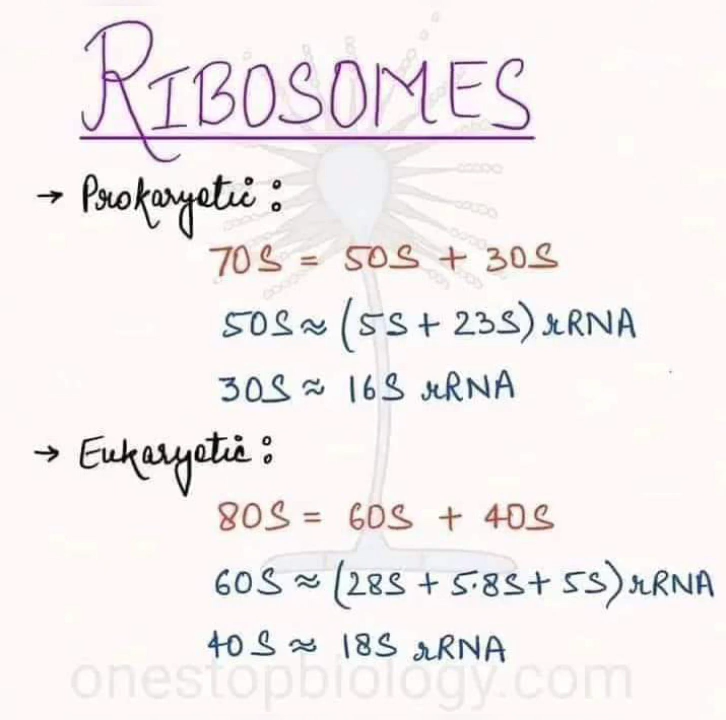 RIBOSOMES
→ Prokaryotic :
70S = 50S + 30S
50S ≈ (5S + 23S) rRNA
30S ≈ 16S rRNA
→ Eukaryotic :
80S = 60S + 40S
60S ≈ (28S + 5.8S + 5S) rRNA
40S ≈ 18S rRNA
onestopbiology.com